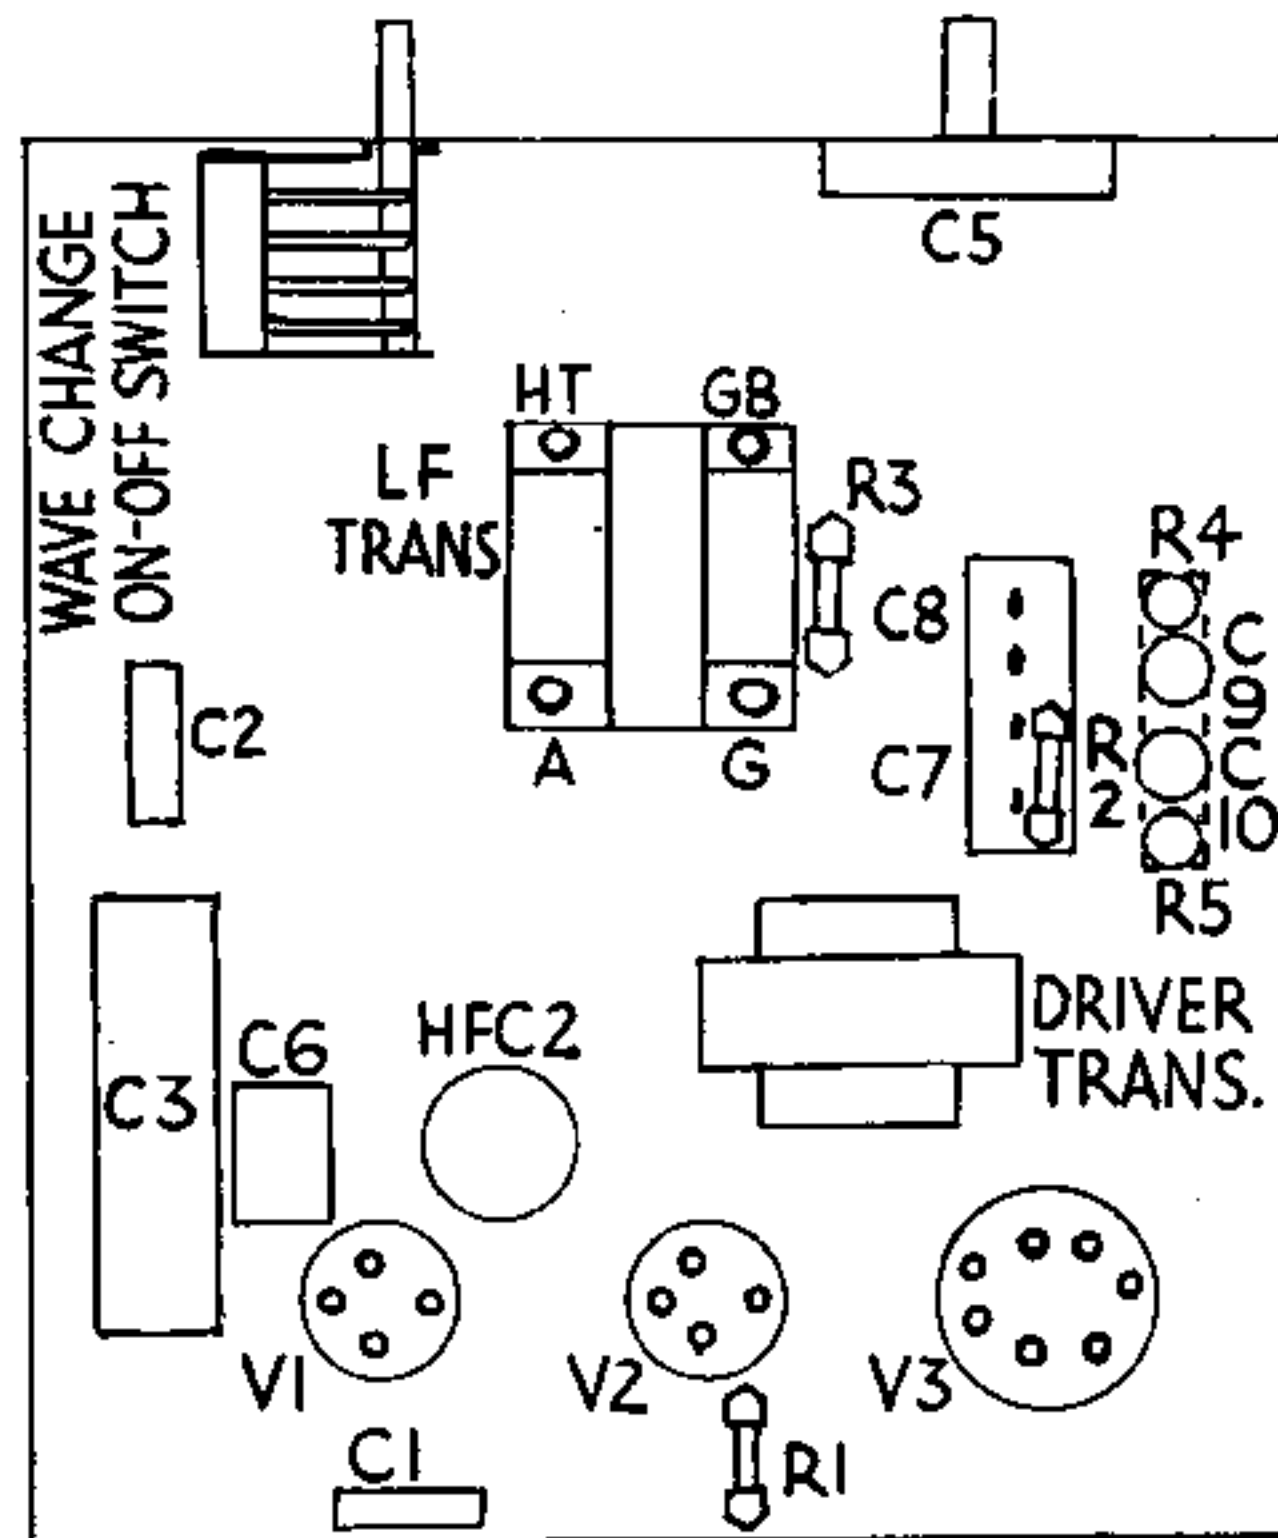 WAVE CHANGE
ON-OFF SWITCH
C5
HT
GB
LF
TRANS
R3
R4
C8
C
9
C2
A
G
C7
R
2
C
10
R5
C3
C6
HFC2
DRIVER
TRANS.
V1
V2
V3
C1
R1